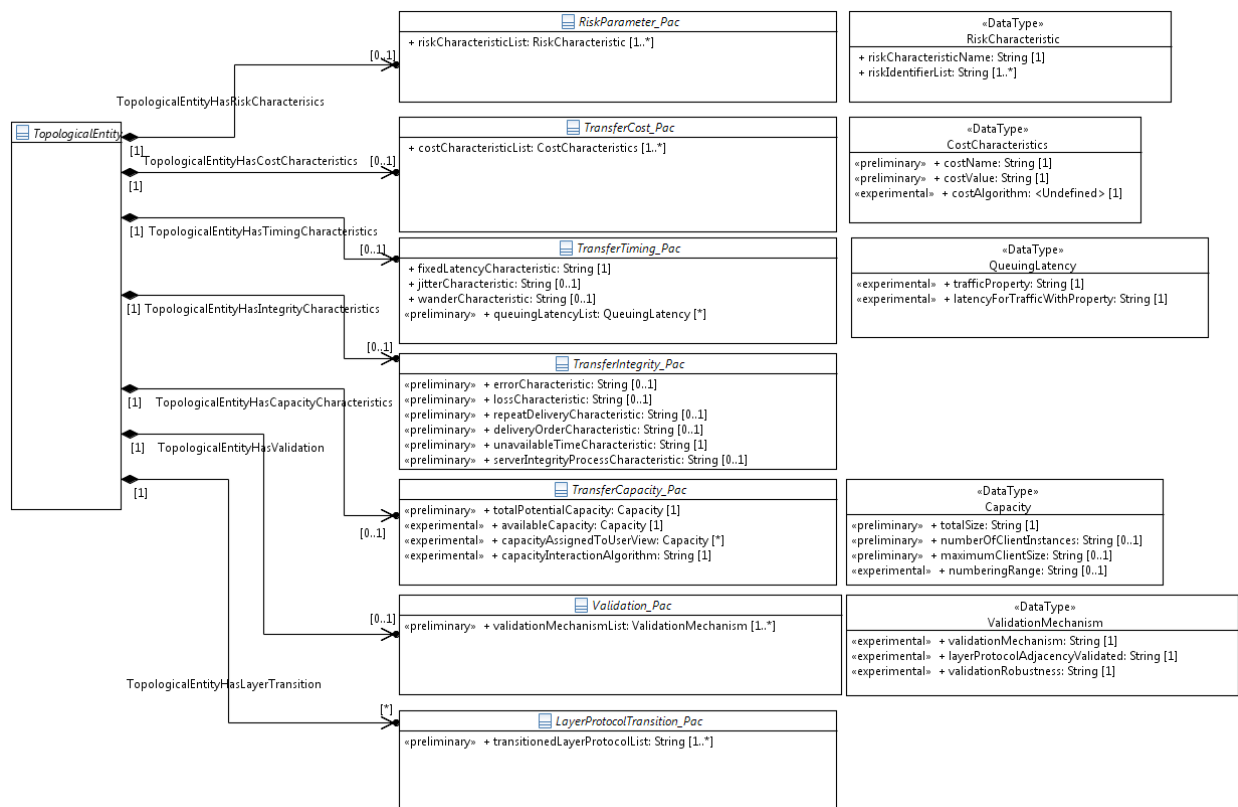 RiskParameter_Pac
+ riskCharacteristicList: RiskCharacteristic [1..*]
«DataType»
RiskCharacteristic
+ riskCharacteristicName: String [1]
+ riskIdentifierList: String [1..*]
[0..1]
TopologicalEntityHasRiskCharacterisics
TopologicalEntity
[1]
TransferCost_Pac
+ costCharacteristicList: CostCharacteristics [1..*]
«DataType»
CostCharacteristics
«preliminary» + costName: String [1]
«preliminary» + costValue: String [1]
«experimental» + costAlgorithm: <Undefined> [1]
TopologicalEntityHasCostCharacteristics
[0..1]
[1]
[1]
TopologicalEntityHasTimingCharacteristics
[0..1]
TransferTiming_Pac
+ fixedLatencyCharacteristic: String [1]
+ jitterCharacteristic: String [0..1]
+ wanderCharacteristic: String [0..1]
«preliminary» + queuingLatencyList: QueuingLatency [*]
«DataType»
QueuingLatency
«experimental» + trafficProperty: String [1]
«experimental» + latencyForTrafficWithProperty: String [1]
[1]
TopologicalEntityHasIntegrityCharacteristics
[0..1]
TransferIntegrity_Pac
«preliminary» + errorCharacteristic: String [0..1]
«preliminary» + lossCharacteristic: String [0..1]
«preliminary» + repeatDeliveryCharacteristic: String [0..1]
«preliminary» + deliveryOrderCharacteristic: String [0..1]
«preliminary» + unavailableTimeCharacteristic: String [1]
«preliminary» + serverIntegrityProcessCharacteristic: String [0..1]
[1]
TopologicalEntityHasCapacityCharacteristics
[1]
TopologicalEntityHasValidation
[1]
TransferCapacity_Pac
«preliminary» + totalPotentialCapacity: Capacity [1]
«experimental» + availableCapacity: Capacity [1]
«experimental» + capacityAssignedToUserView: Capacity [*]
«experimental» + capacityInteractionAlgorithm: String [1]
[0..1]
«DataType»
Capacity
«preliminary» + totalSize: String [1]
«preliminary» + numberOfClientInstances: String [0..1]
«preliminary» + maximumClientSize: String [0..1]
«experimental» + numberingRange: String [0..1]
Validation_Pac
«preliminary» + validationMechanismList: ValidationMechanism [1..*]
[0..1]
«DataType»
ValidationMechanism
«experimental» + validationMechanism: String [1]
«experimental» + layerProtocolAdjacencyValidated: String [1]
«experimental» + validationRobustness: String [1]
TopologicalEntityHasLayerTransition
[*]
LayerProtocolTransition_Pac
«preliminary» + transitionedLayerProtocolList: String [1..*]